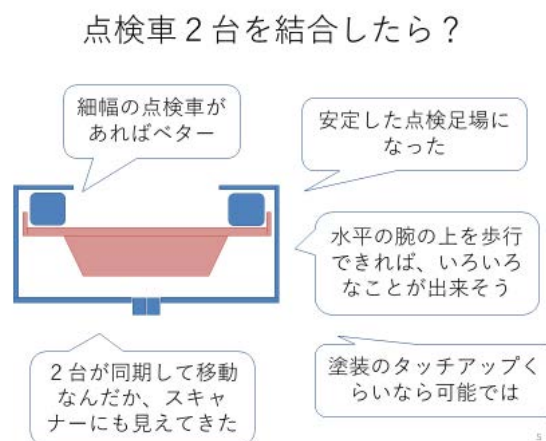 点検車２台を結合したら？
細幅の点検車が
あればベター
安定した点検足場に
なった
水平の腕の上を歩行
できれば、いろいろ
なことが出来そう
２台が同期して移動
なんだか、スキャ
ナーにも見えてきた
塗装のタッチアップく
らいなら可能では
5